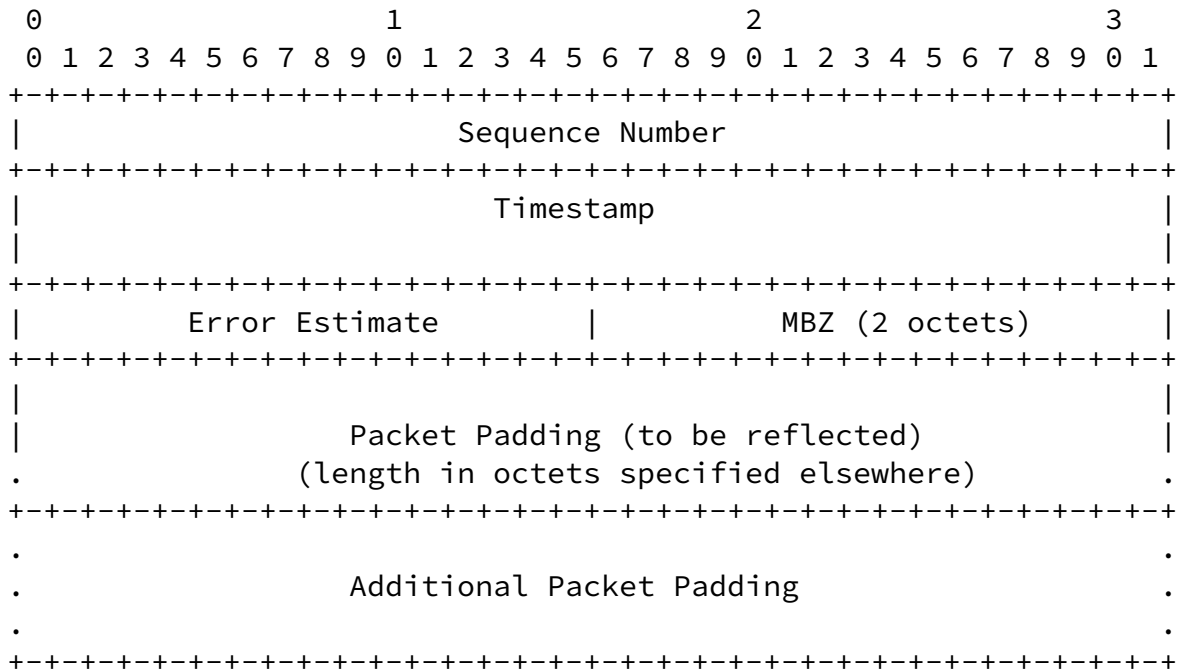 0                   1                   2                   3
 0 1 2 3 4 5 6 7 8 9 0 1 2 3 4 5 6 7 8 9 0 1 2 3 4 5 6 7 8 9 0 1
+-+-+-+-+-+-+-+-+-+-+-+-+-+-+-+-+-+-+-+-+-+-+-+-+-+-+-+-+-+-+-+-+
|                        Sequence Number                        |
+-+-+-+-+-+-+-+-+-+-+-+-+-+-+-+-+-+-+-+-+-+-+-+-+-+-+-+-+-+-+-+-+
|                          Timestamp                            |
|                                                               |
+-+-+-+-+-+-+-+-+-+-+-+-+-+-+-+-+-+-+-+-+-+-+-+-+-+-+-+-+-+-+-+-+
|         Error Estimate        |          MBZ (2 octets)       |
+-+-+-+-+-+-+-+-+-+-+-+-+-+-+-+-+-+-+-+-+-+-+-+-+-+-+-+-+-+-+-+-+
|                                                               |
|                  Packet Padding (to be reflected)             |
.               (length in octets specified elsewhere)          .
+-+-+-+-+-+-+-+-+-+-+-+-+-+-+-+-+-+-+-+-+-+-+-+-+-+-+-+-+-+-+-+-+
.                                                               .
.                  Additional Packet Padding                    .
.                                                               .
+-+-+-+-+-+-+-+-+-+-+-+-+-+-+-+-+-+-+-+-+-+-+-+-+-+-+-+-+-+-+-+-+